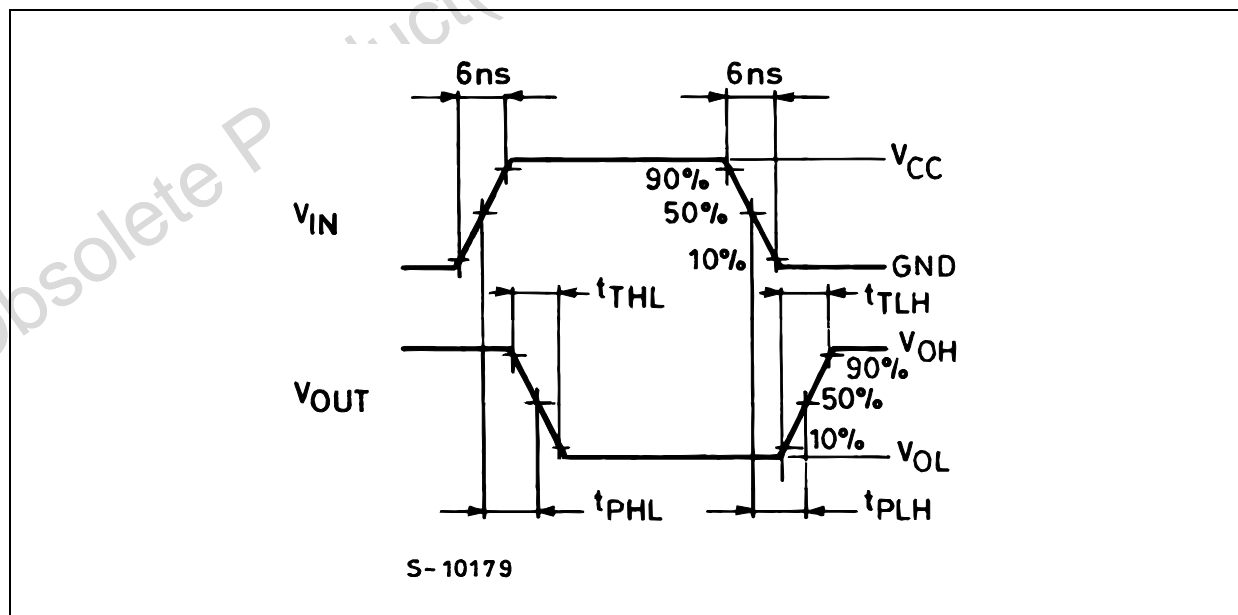 6ns 6ns
VCC
90%
50%
VIN
10%
GND
tTHL tTLH
VOH
90%
VOUT
50%
10%
VOL
tPHL tPLH
S-10179